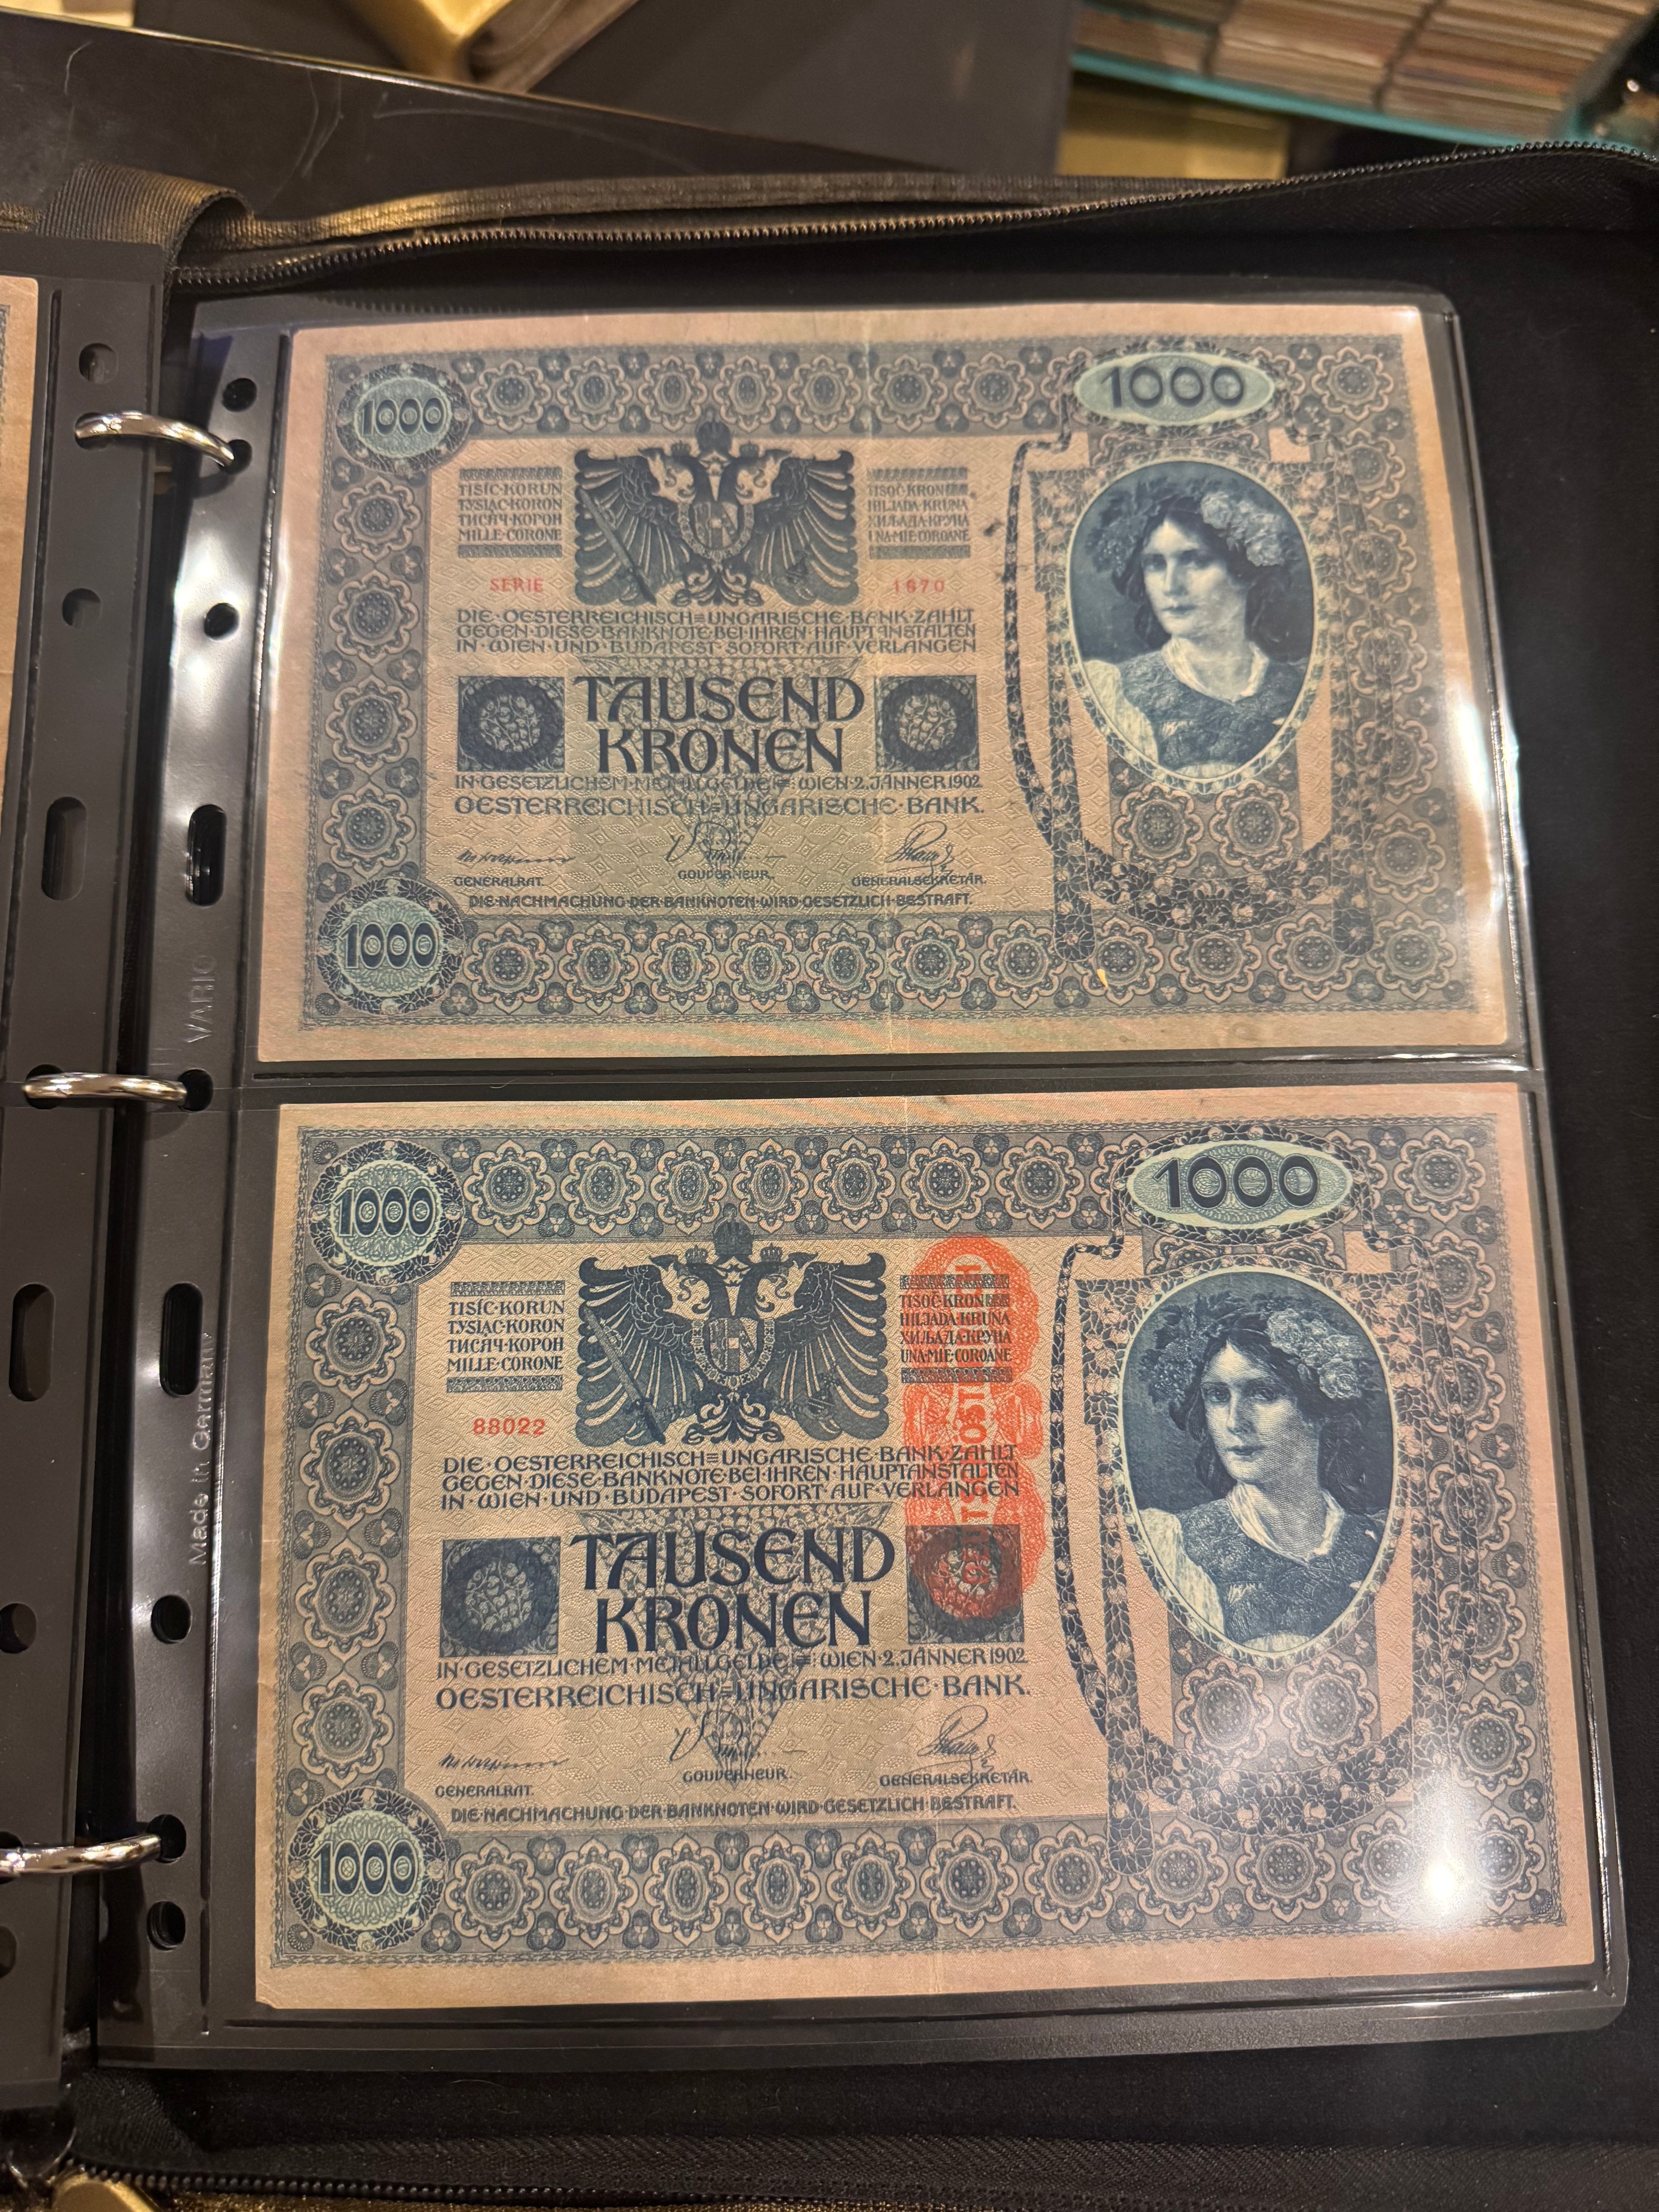 1000
1000
TISÍC·KORUN
TYSIĄC·KORON
ТИСЯЧ·КОРОН
MILLE·CORONE
TISOČ·KRON
HILJADA·KRUNA
ХИЉАДА·КРУНА
NA·MIE·COROANE
SERIE 1670
DIE·OESTERREICHISCH=UNGARISCHE·BANK·ZAHLT
GEGEN·DIESE·BANKNOTE·BEI·IHREN·HAUPTANSTALTEN
IN·WIEN·UND·BUDAPEST·SOFORT·AUF·VERLANGEN
TAUSEND
KRONEN
IN·GESETZLICHEM·METALLGELDE WIEN·2·JÄNNER 1902
OESTERREICHISCH=UNGARISCHE·BANK.
GENERALRAT.
GOUVERNEUR.
GENERALSEKRETÄR.
DIE·NACHMACHUNG·DER·BANKNOTEN·WIRD·GESETZLICH·BESTRAFT.
1000
VARIO
Made in Germany
1000
1000
TISÍC·KORUN
TYSIĄC·KORON
ТИСЯЧ·КОРОН
MILLE·CORONE
TISOČ·KRON
HILJADA·KRUNA
ХИЉАДА·КРУНА
UNA·MIE·COROANE
88022
DIE·OESTERREICHISCH=UNGARISCHE·BANK·ZAHLT
GEGEN·DIESE·BANKNOTE·BEI·IHREN·HAUPTANSTALTEN
IN·WIEN·UND·BUDAPEST·SOFORT·AUF·VERLANGEN
TAUSEND
KRONEN
IN·GESETZLICHEM·METALLGELDE WIEN·2·JÄNNER 1902
OESTERREICHISCH=UNGARISCHE·BANK.
GENERALRAT.
GOUVERNEUR.
GENERALSEKRETÄR.
DIE·NACHMACHUNG·DER·BANKNOTEN·WIRD·GESETZLICH·BESTRAFT.
1000